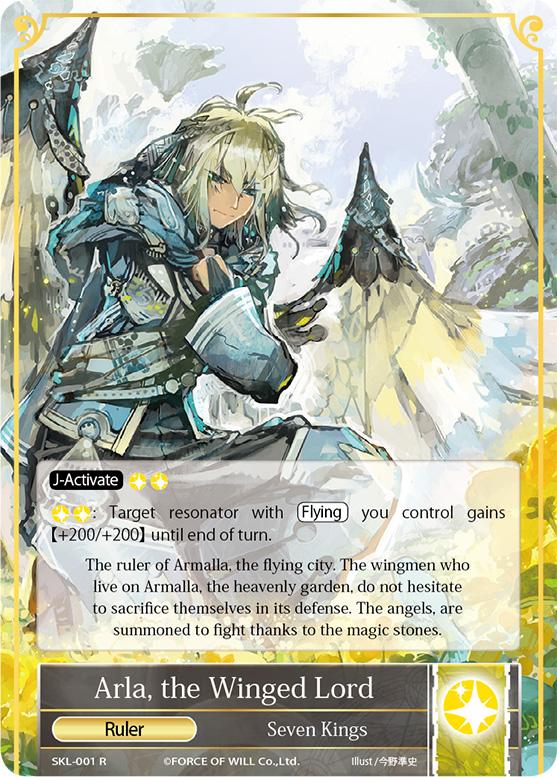 J-Activate
: Target resonator with Flying you control gains
【+200/+200】 until end of turn.
The ruler of Armalla, the flying city. The wingmen who
live on Armalla, the heavenly garden, do not hesitate
to sacrifice themselves in its defense. The angels, are
summoned to fight thanks to the magic stones.
Arla, the Winged Lord
Ruler Seven Kings
SKL-001 R ©FORCE OF WILL Co.,Ltd. Illust /今野隼史